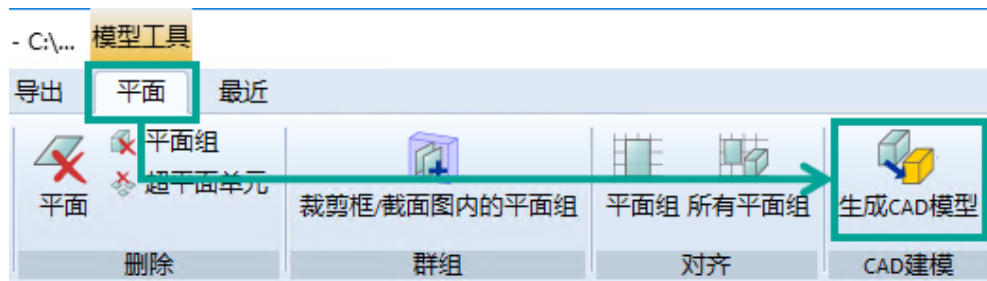 - C:\... 模型工具
导出 平面 最近
平面组
超平面单元
平面
裁剪框/截面图内的平面组
平面组 所有平面组
生成CAD模型
删除 群组 对齐 CAD建模